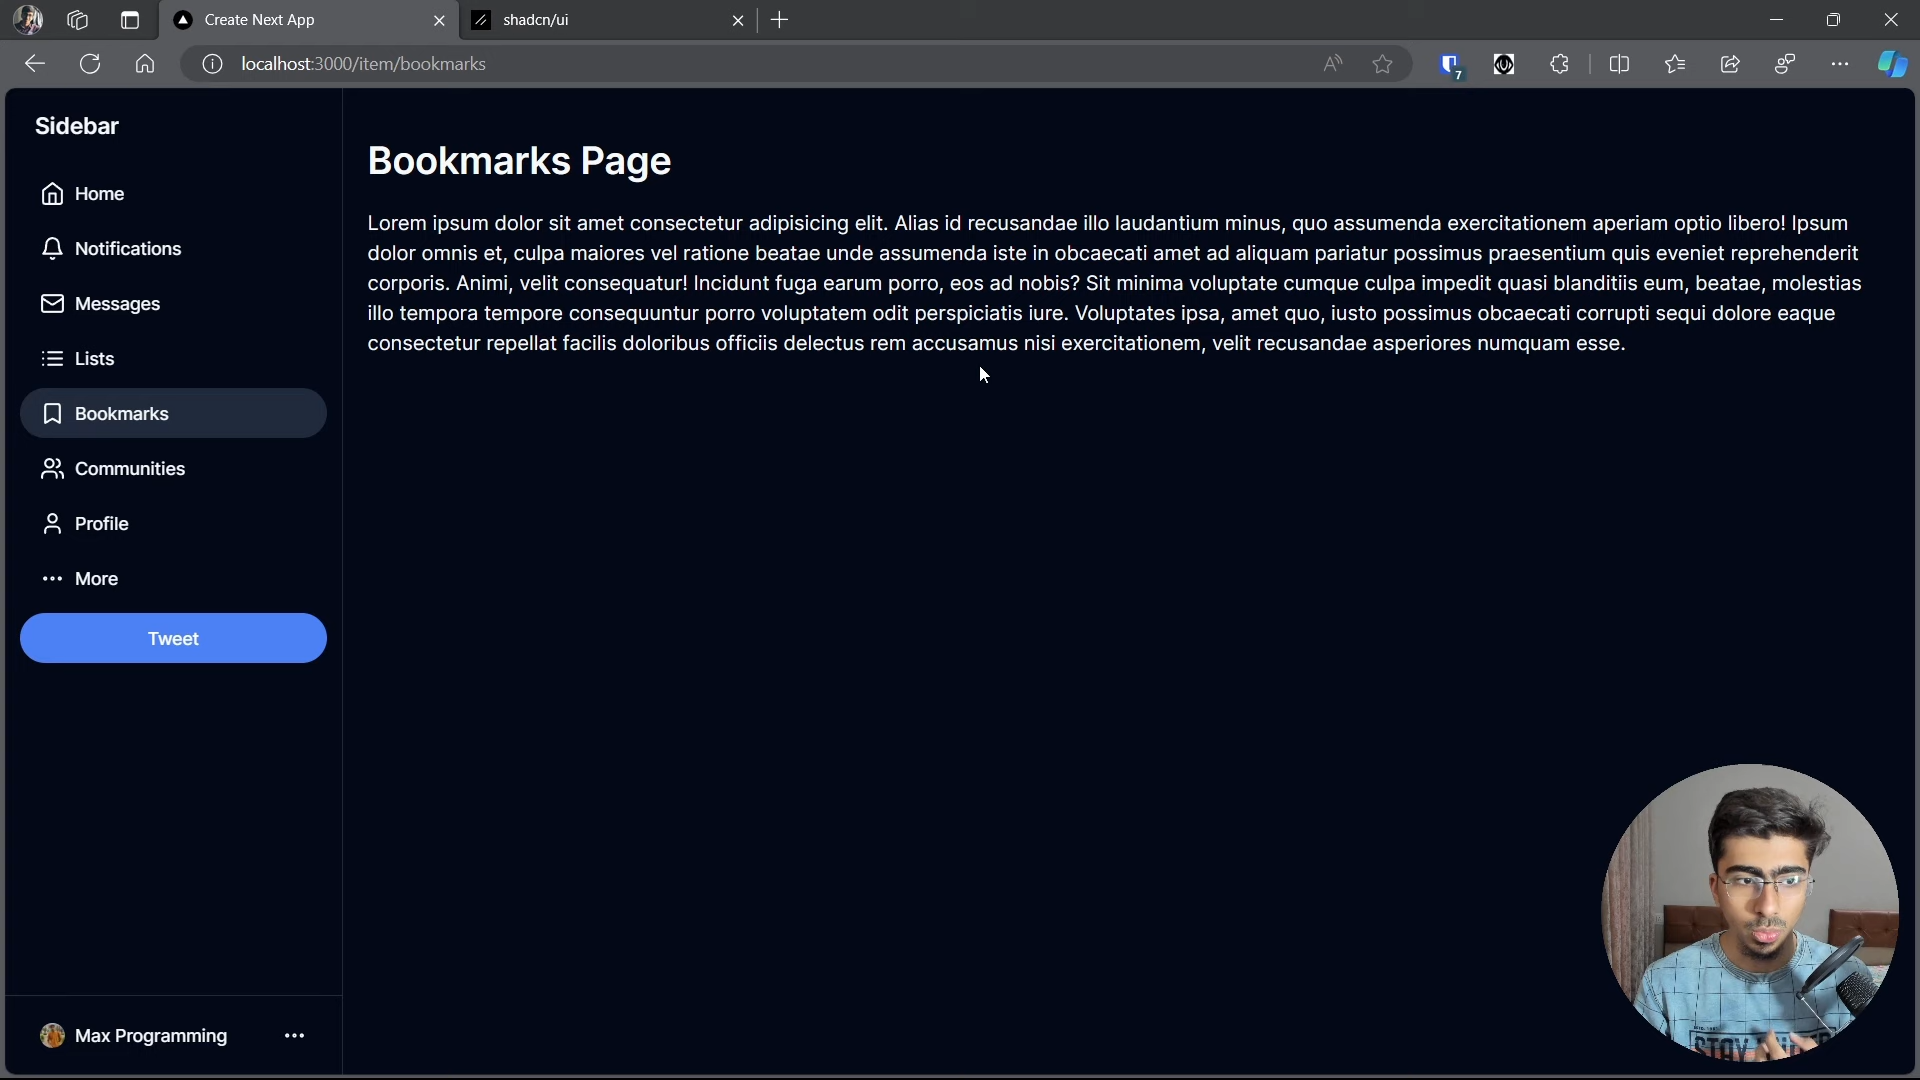 Create Next App
shadcn/ui
localhost:3000/item/bookmarks
7
Sidebar
Home
Notifications
Messages
Lists
Bookmarks
Communities
Profile
More
Tweet
Max Programming
Bookmarks Page
Lorem ipsum dolor sit amet consectetur adipisicing elit. Alias id recusandae illo laudantium minus, quo assumenda exercitationem aperiam optio libero! Ipsum
dolor omnis et, culpa maiores vel ratione beatae unde assumenda iste in obcaecati amet ad aliquam pariatur possimus praesentium quis eveniet reprehenderit
corporis. Animi, velit consequatur! Incidunt fuga earum porro, eos ad nobis? Sit minima voluptate cumque culpa impedit quasi blanditiis eum, beatae, molestias
illo tempora tempore consequuntur porro voluptatem odit perspiciatis iure. Voluptates ipsa, amet quo, iusto possimus obcaecati corrupti sequi dolore eaque
consectetur repellat facilis doloribus officiis delectus rem accusamus nisi exercitationem, velit recusandae asperiores numquam esse.
STAY